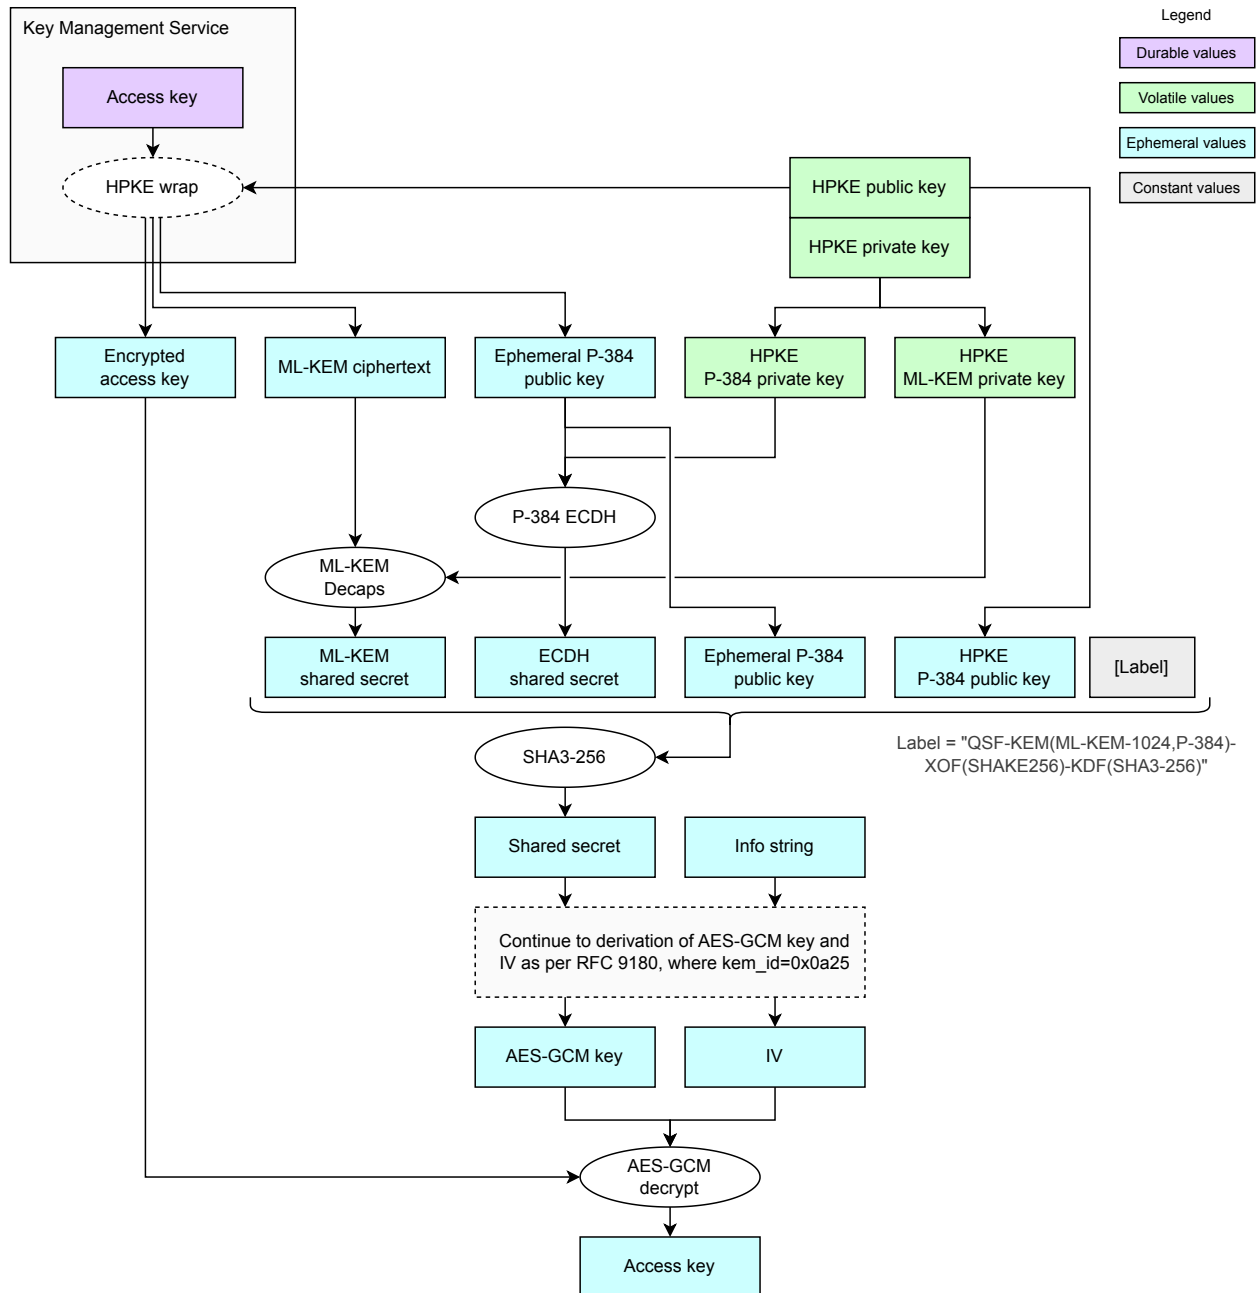 Key Management Service
Legend
Access key
Durable values
Volatile values
Ephemeral values
Constant values
HPKE wrap
HPKE public key
HPKE private key
Encrypted
access key
ML-KEM ciphertext
Ephemeral P-384
public key
HPKE
P-384 private key
HPKE
ML-KEM private key
P-384 ECDH
ML-KEM
Decaps
ML-KEM
shared secret
ECDH
shared secret
Ephemeral P-384
public key
HPKE
P-384 public key
[Label]
SHA3-256
Label = "QSF-KEM(ML-KEM-1024,P-384)-
XOF(SHAKE256)-KDF(SHA3-256)"
Shared secret
Info string
Continue to derivation of AES-GCM key and
IV as per RFC 9180, where kem_id=0x0a25
AES-GCM key
IV
AES-GCM
decrypt
Access key